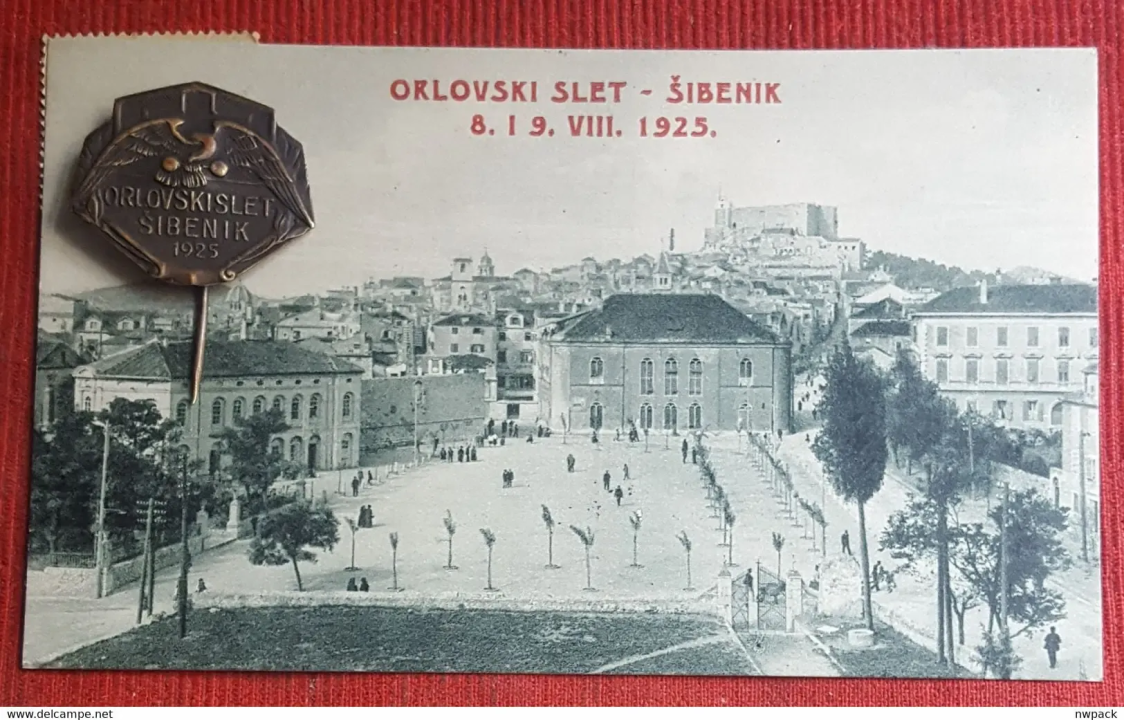 ORLOVSKI SLET - ŠIBENIK
8. I 9. VIII. 1925.
ORLOVSKI SLET
ŠIBENIK
1925
www.delcampe.net
nwpack